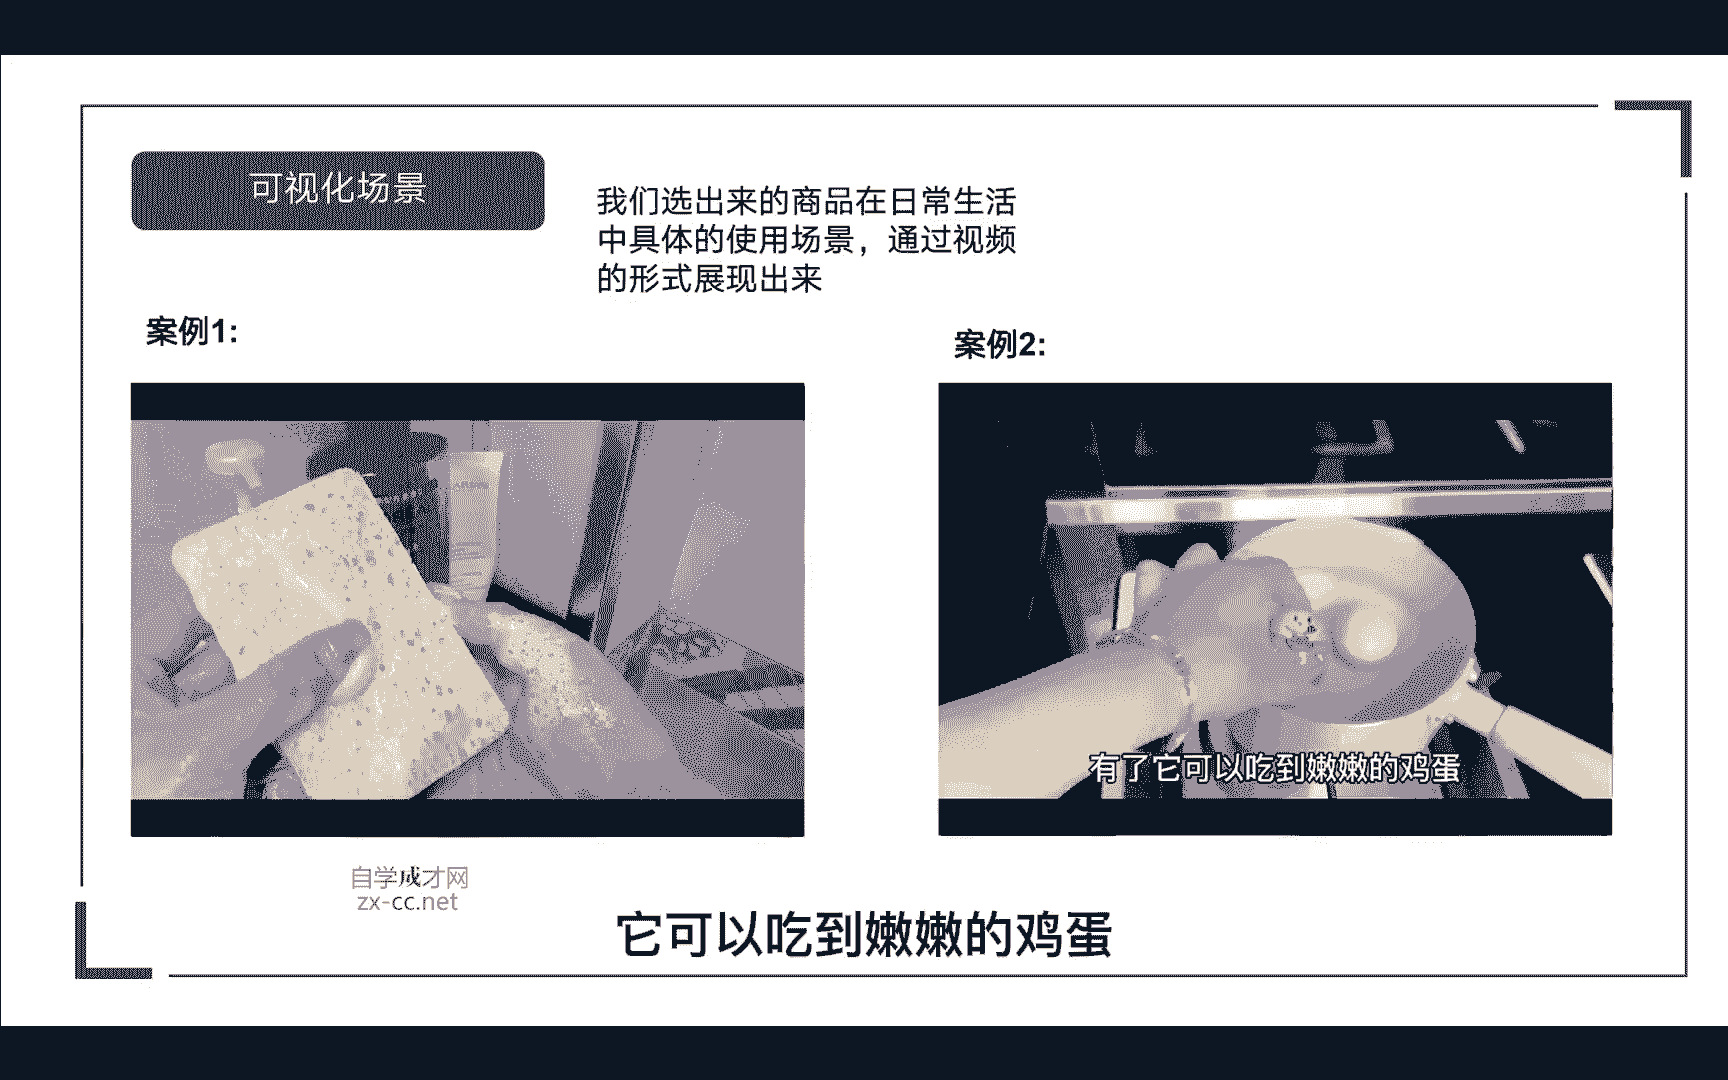 可视化场景
我们选出来的商品在日常生活
中具体的使用场景，通过视频
的形式展现出来
案例1:
案例2:
有了它可以吃到嫩嫩的鸡蛋
自学成才网
zx-cc.net
它可以吃到嫩嫩的鸡蛋